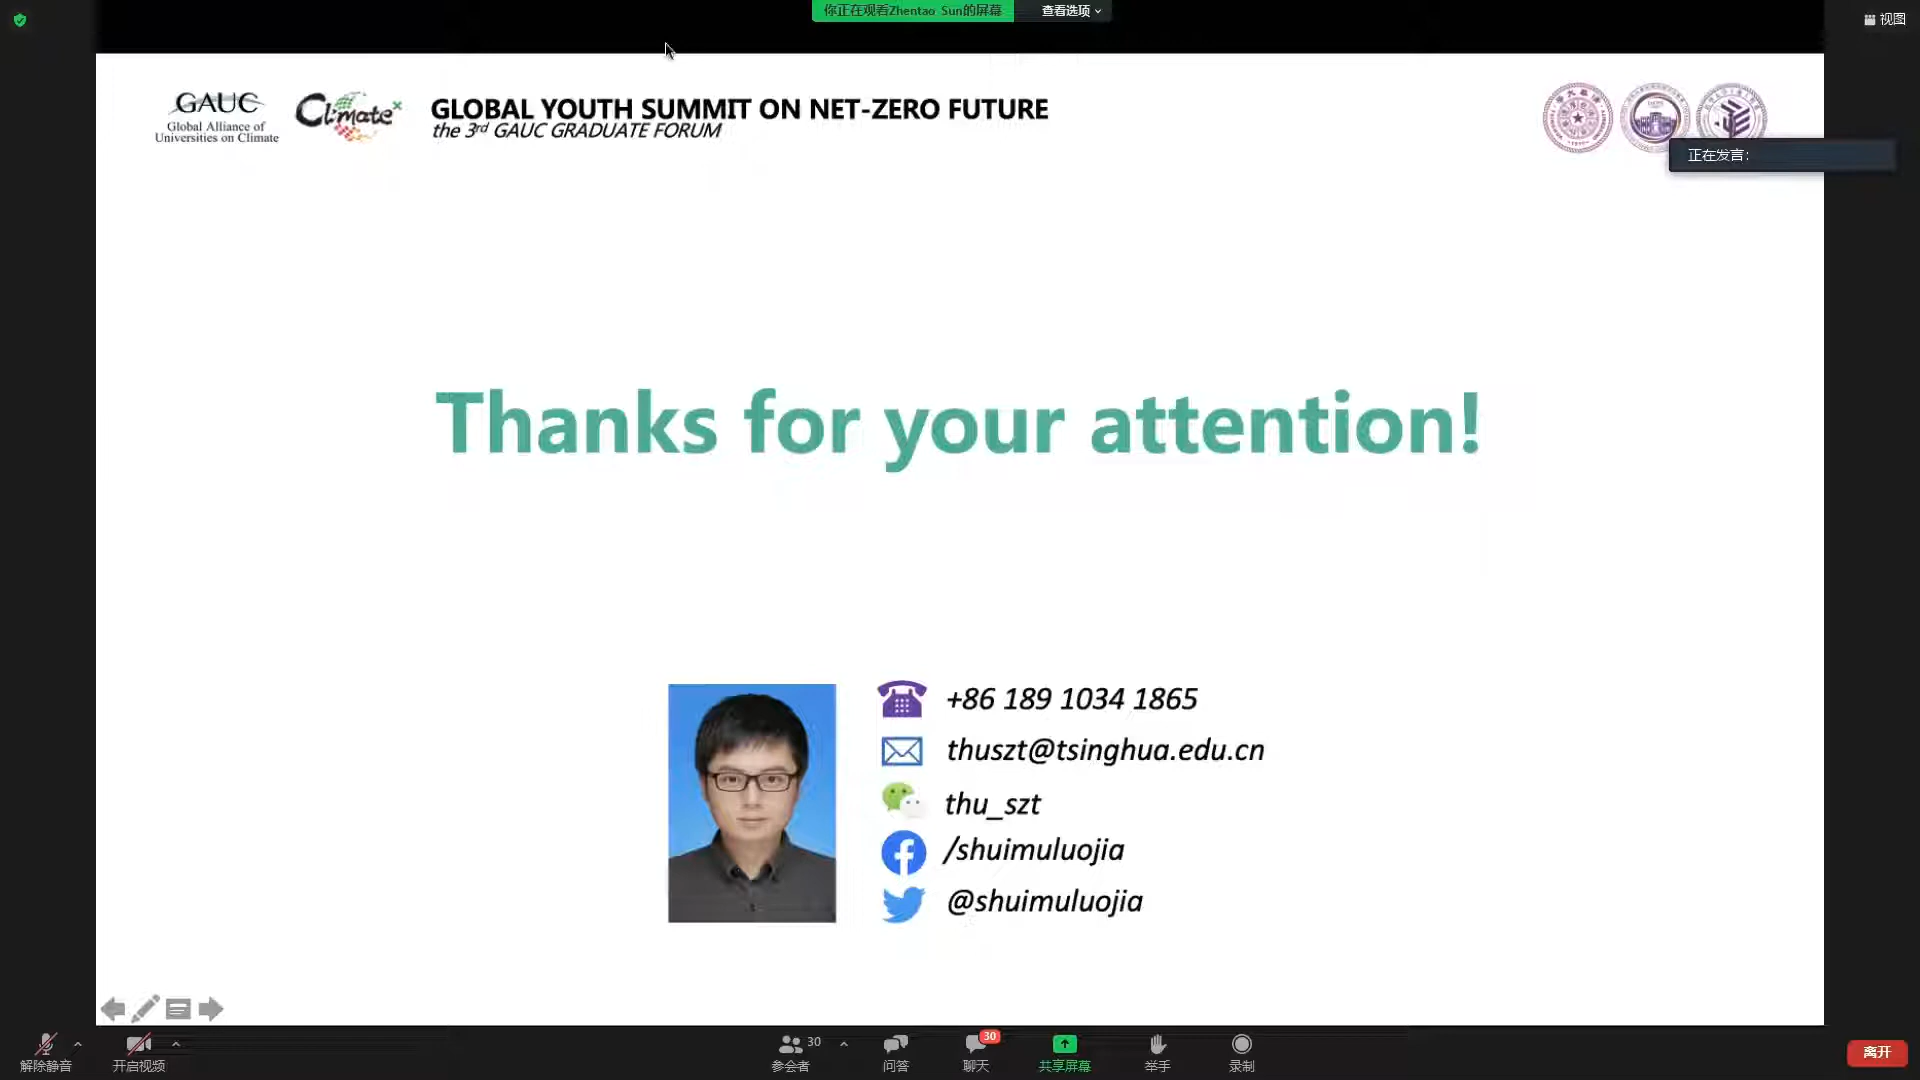 你正在观看Zhentao Sun的屏幕
查看选项
视图
GAUC
Global Alliance of
Universities on Climate
Climate
x
GLOBAL YOUTH SUMMIT ON NET-ZERO FUTURE
the 3rd GAUC GRADUATE FORUM
正在发言:
Thanks for your attention!
+86 189 1034 1865
thuszt@tsinghua.edu.cn
thu_szt
/shuimuluojia
@shuimuluojia
30
30
解除静音
开启视频
参会者
问答
聊天
共享屏幕
举手
录制
离开